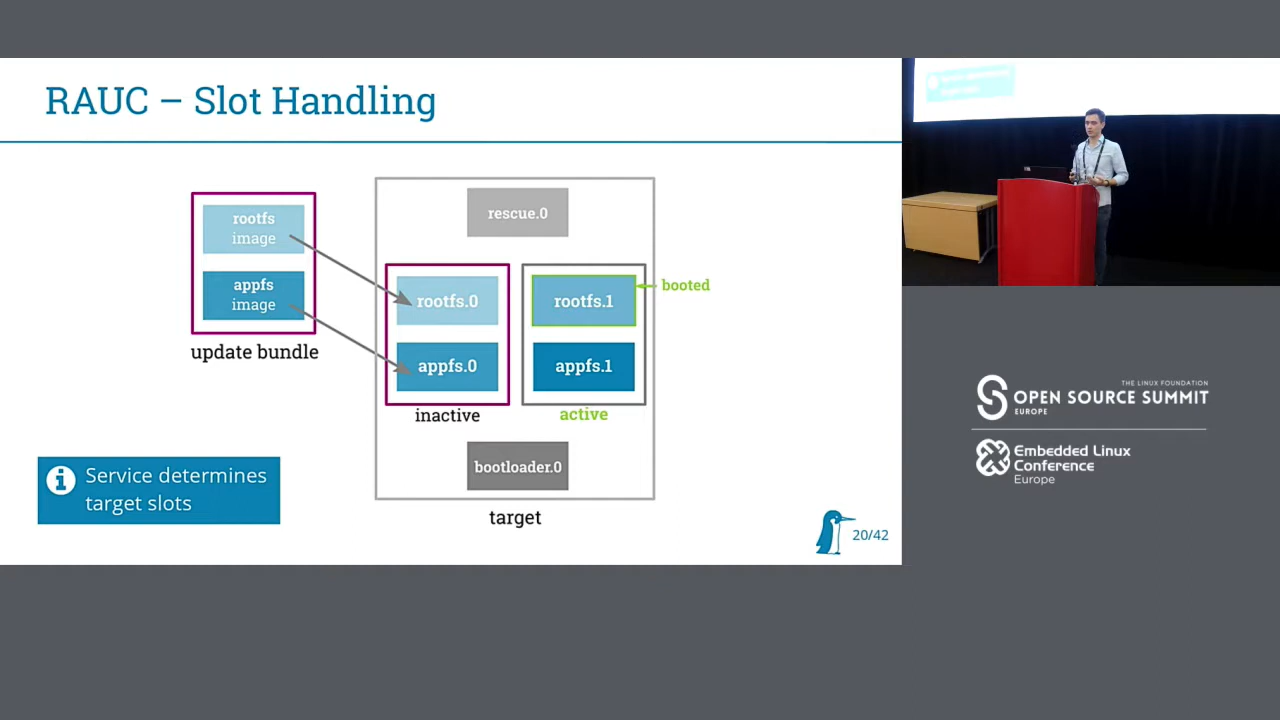 RAUC – Slot Handling
rootfs
image
appfs
image
update bundle
rescue.0
rootfs.0
appfs.0
inactive
rootfs.1
appfs.1
active
booted
bootloader.0
target
Service determines
target slots
20/42
THE LINUX FOUNDATION
OPEN SOURCE SUMMIT
EUROPE
Embedded Linux
Conference
Europe